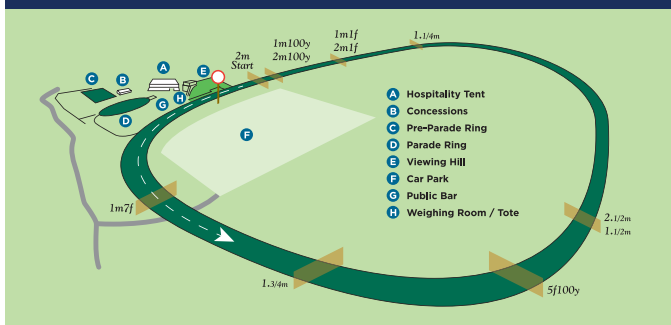 2m
Start
1m100y
2m100y
1m1f
2m1f
1.1/4m
A
E
C
B
G
H
D
F
A Hospitality Tent
B Concessions
C Pre-Parade Ring
D Parade Ring
E Viewing Hill
F Car Park
G Public Bar
H Weighing Room / Tote
1m7f
2.1/2m
1.1/2m
1.3/4m
5f100y